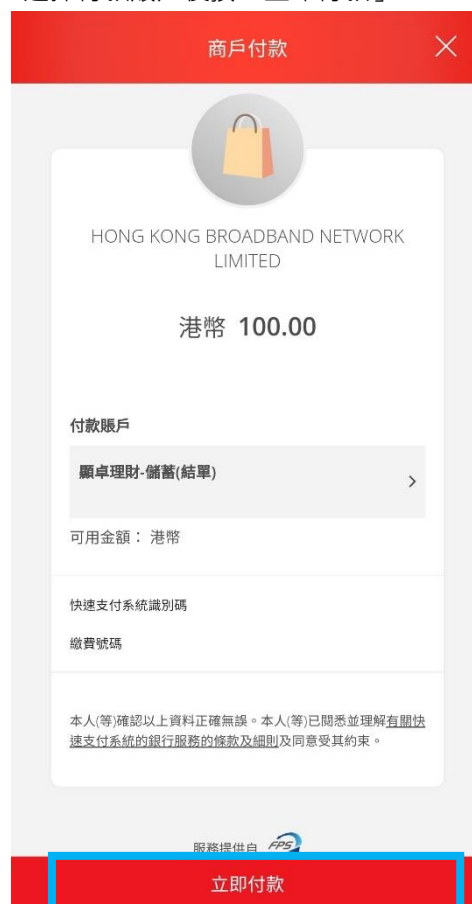 商戶付款
HONG KONG BROADBAND NETWORK
LIMITED
港幣 100.00
付款賬戶
顯卓理財-儲蓄(結單)
可用金額： 港幣
快速支付系統識別碼
繳費號碼
本人(等)確認以上資料正確無誤。本人(等)已閱悉並理解有關快
速支付系統的銀行服務的條款及細則及同意受其約束。
服務提供自 FPS
立即付款